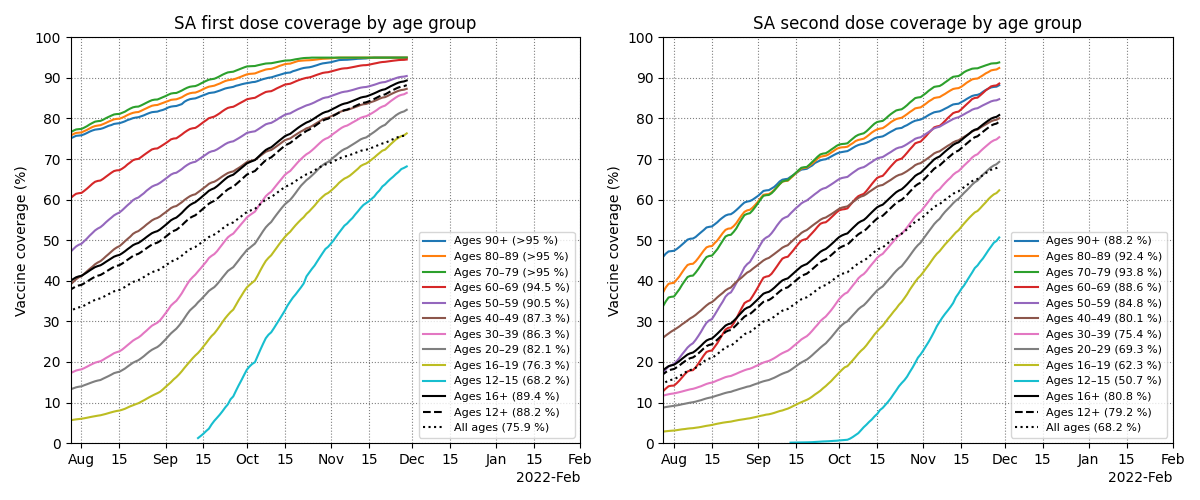 SA first dose coverage by age group
Vaccine coverage (%)
100
90
80
70
60
50
40
30
20
10
0
Ages 90+ (>95 %)
Ages 80–89 (>95 %)
Ages 70–79 (>95 %)
Ages 60–69 (94.5 %)
Ages 50–59 (90.5 %)
Ages 40–49 (87.3 %)
Ages 30–39 (86.3 %)
Ages 20–29 (82.1 %)
Ages 16–19 (76.3 %)
Ages 12–15 (68.2 %)
Ages 16+ (89.4 %)
Ages 12+ (88.2 %)
All ages (75.9 %)
Aug 15 Sep 15 Oct 15 Nov 15 Dec 15 Jan 15 Feb
2022-Feb
SA second dose coverage by age group
Vaccine coverage (%)
100
90
80
70
60
50
40
30
20
10
0
Ages 90+ (88.2 %)
Ages 80–89 (92.4 %)
Ages 70–79 (93.8 %)
Ages 60–69 (88.6 %)
Ages 50–59 (84.8 %)
Ages 40–49 (80.1 %)
Ages 30–39 (75.4 %)
Ages 20–29 (69.3 %)
Ages 16–19 (62.3 %)
Ages 12–15 (50.7 %)
Ages 16+ (80.8 %)
Ages 12+ (79.2 %)
All ages (68.2 %)
Aug 15 Sep 15 Oct 15 Nov 15 Dec 15 Jan 15 Feb
2022-Feb